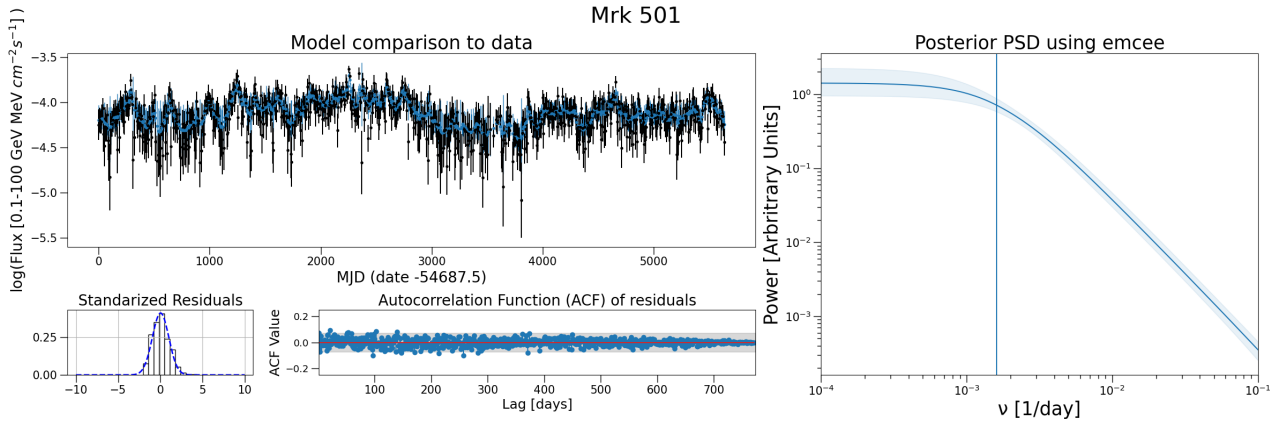 Mrk 501
Model comparison to data
log(Flux [0.1-100 GeV MeV cm⁻²s⁻¹] )
−3.5
−4.0
−4.5
−5.0
−5.5
0 1000 2000 3000 4000 5000
MJD (date -54687.5)
Standarized Residuals
0.25
0.00
−10 −5 0 5 10
Autocorrelation Function (ACF) of residuals
ACF Value
0.2
0.0
−0.2
100 200 300 400 500 600 700
Lag [days]
Posterior PSD using emcee
Power [Arbritrary Units]
10⁰
10⁻¹
10⁻²
10⁻³
10⁻⁴ 10⁻³ 10⁻² 10⁻¹
ν [1/day]